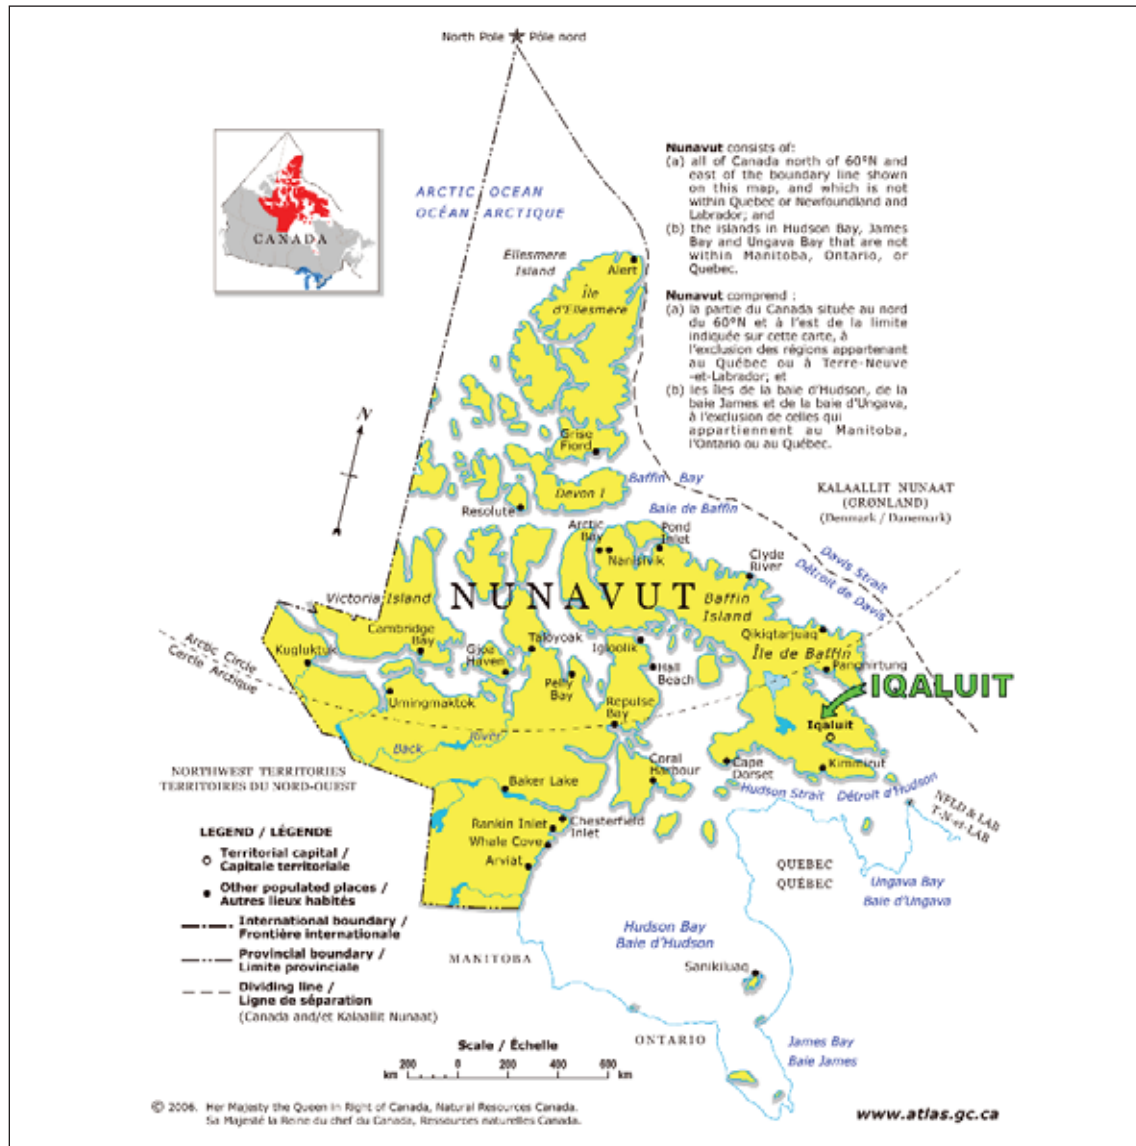 North Pole ★ Pôle nord
CANADA
ARCTIC OCEAN
OCÉAN ARCTIQUE
Nunavut consists of:
(a) all of Canada north of 60ºN and
east of the boundary line shown
on this map, and which is not
within Quebec or Newfoundland and
Labrador; and
(b) the islands in Hudson Bay, James
Bay and Ungava Bay that are not
within Manitoba, Ontario, or
Quebec.
Nunavut comprend :
(a) la partie du Canada située au nord
du 60ºN et à l'est de la limite
indiquée sur cette carte, à
l'exclusion des régions appartenant
au Québec ou à Terre-Neuve
-et-Labrador; et
(b) les îles de la baie d'Hudson, de la
baie James et de la baie d'Ungava,
à l'exclusion de celles qui
appartiennent au Manitoba,
l'Ontario ou au Québec.
Ellesmere
Island
Alert
Île
d'Ellesmere
N
Grise
Fiord
Devon I
Baffin Bay
Baie de Baffin
KALAALLIT NUNAAT
(GRØNLAND)
(Denmark / Danemark)
Resolute
Arctic
Bay
Nanisivik
Pond
Inlet
Clyde
River
Davis Strait
Détroit de Davis
Victoria Island
NUNAVUT
Baffin
Island
Île de Baffin
Cambridge
Bay
Kugluktuk
Gjoa
Haven
Taloyoak
Igloolik
Qikiqtarjuaq
Arctic Circle
Cercle Arctique
Hall
Beach
Pangnirtung
Pelly
Bay
Umingmaktok
Repulse
Bay
IQALUIT
Iqaluit
Back River
Coral
Harbour
Cape
Dorset
Kimmirut
NORTHWEST TERRITORIES
TERRITOIRES DU NORD-OUEST
Baker Lake
Hudson Strait Détroit d'Hudson
NFLD & LAB
T-N-et-LAB
Rankin Inlet
Chesterfield
Inlet
Whale Cove
Arviat
QUEBEC
QUÉBEC
Ungava Bay
Baie d'Ungava
LEGEND / LÉGENDE
Territorial capital /
Capitale territoriale
Other populated places /
Autres lieux habités
International boundary /
Frontière internationale
Provincial boundary /
Limite provinciale
Dividing line /
Ligne de séparation
(Canada and/et Kalaallit Nunaat)
Hudson Bay
Baie d'Hudson
MANITOBA
Sanikiluaq
ONTARIO
James Bay
Baie James
Scale / Échelle
km 200 0 200 400 600 km
© 2006. Her Majesty the Queen in Right of Canada, Natural Resources Canada.
Sa Majesté la Reine du chef du Canada, Ressources naturelles Canada.
www.atlas.gc.ca